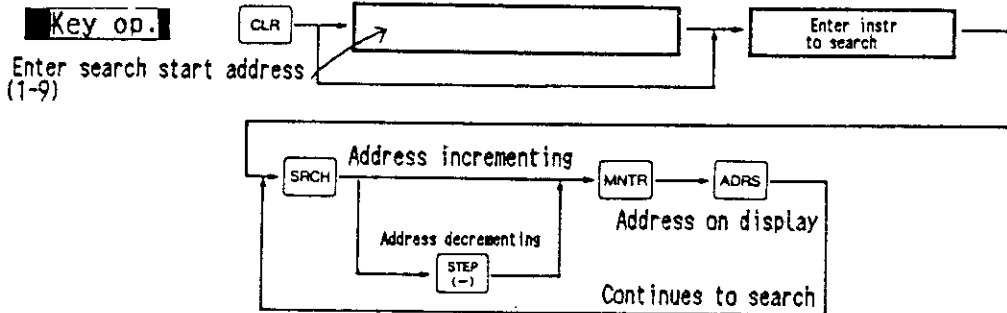 Key op.
CLR
Enter instr
to search
Enter search start address
(1-9)
SRCH
Address incrementing
MNTR
ADRS
Address on display
Address decrementing
STEP
(-)
Continues to search